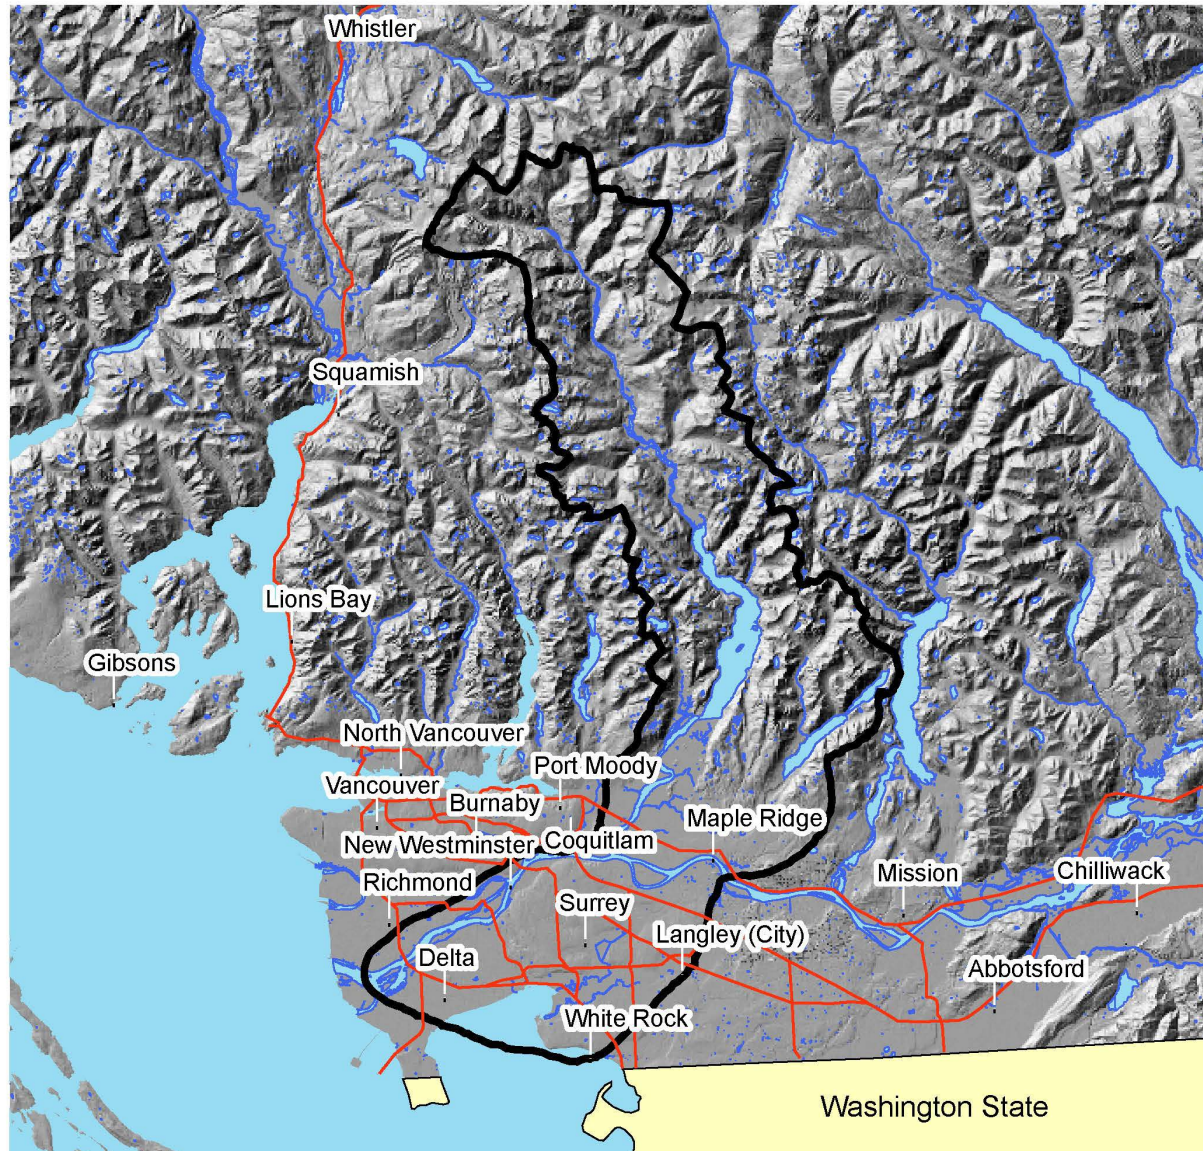 Whistler
Squamish
Lions Bay
Gibsons
North Vancouver
Port Moody
Vancouver
Burnaby
Maple Ridge
New Westminster
Coquitlam
Mission
Chilliwack
Richmond
Surrey
Langley (City)
Delta
Abbotsford
White Rock
Washington State